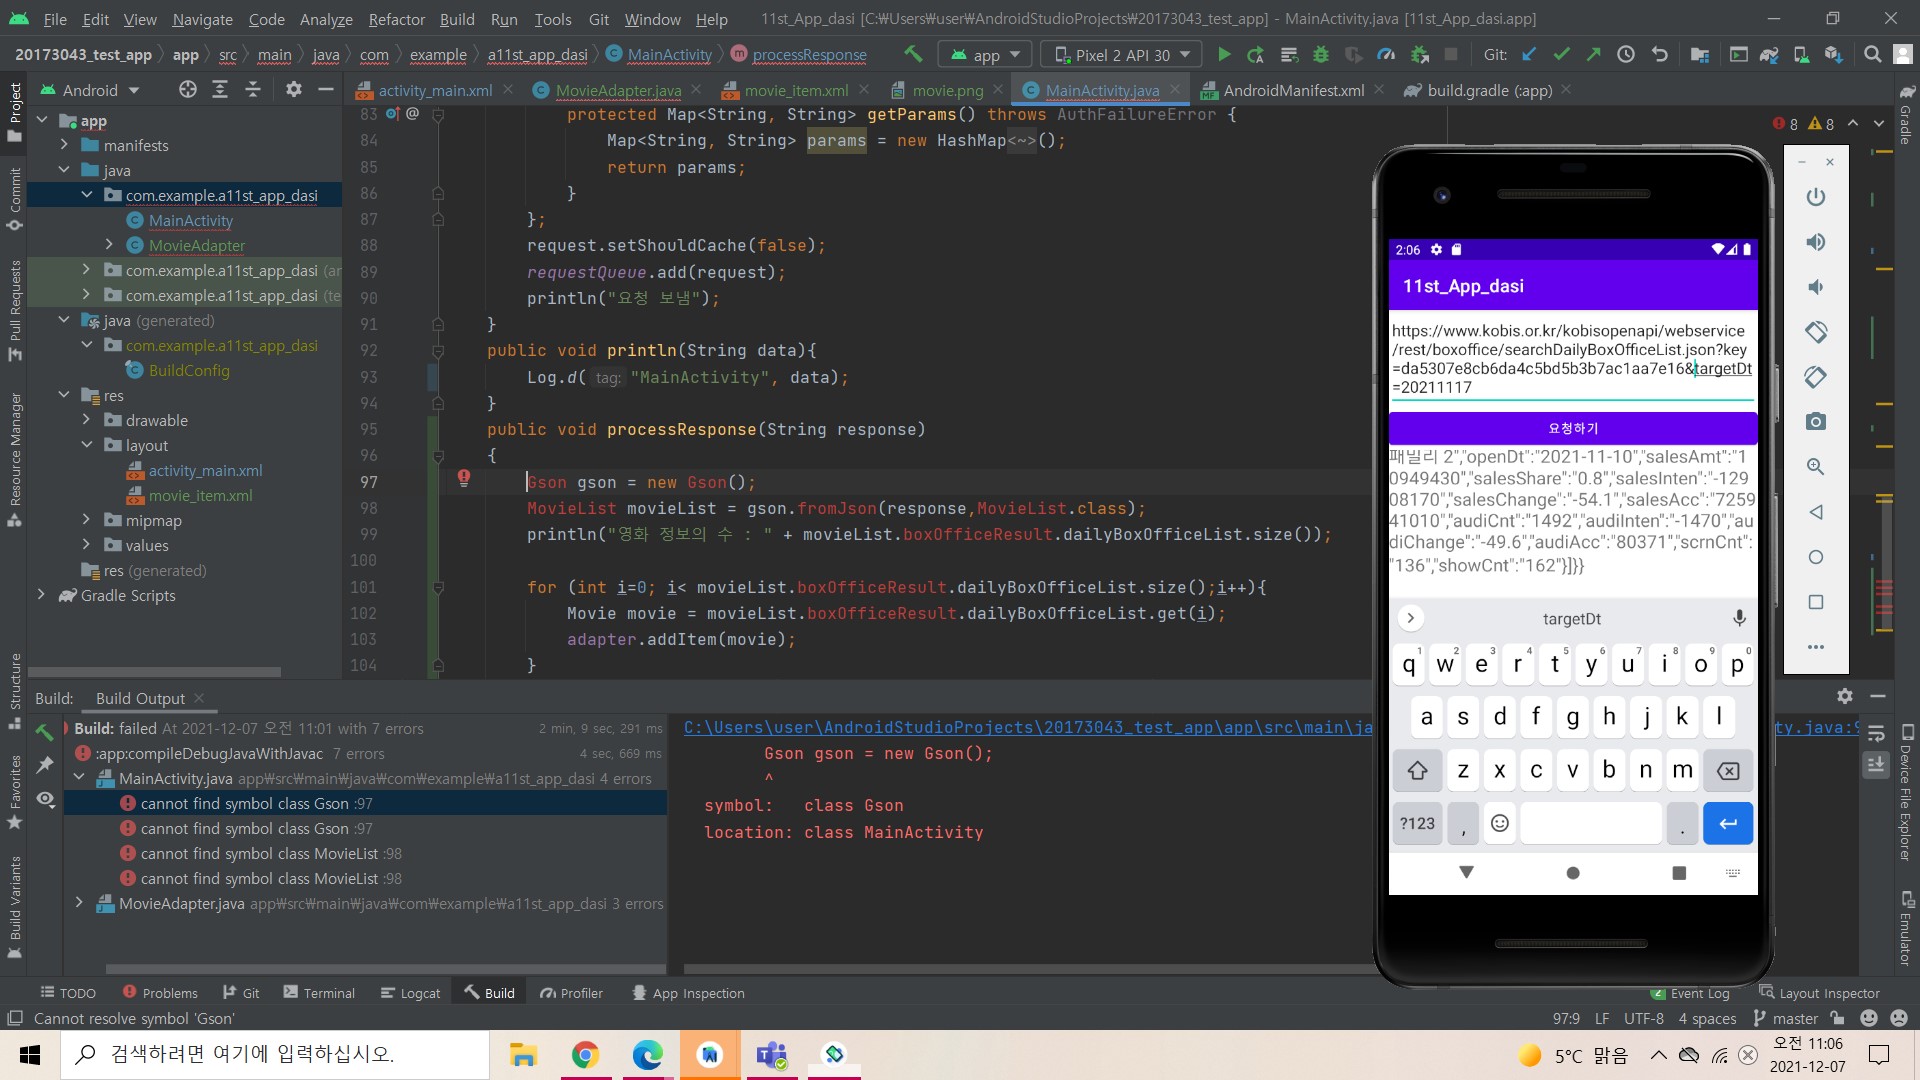 File Edit View Navigate Code Analyze Refactor Build Run Tools Git Window Help 11st_App_dasi [C:₩Users₩user₩AndroidStudioProjects₩20173043_test_app] - MainActivity.java [11st_App_dasi.app]
20173043_test_app app src main java com example a11st_app_dasi MainActivity processResponse app Pixel 2 API 30 Git:
Project
Android
activity_main.xml MovieAdapter.java movie_item.xml movie.png MainActivity.java AndroidManifest.xml build.gradle (:app)
app
manifests
java
com.example.a11st_app_dasi
MainActivity
MovieAdapter
com.example.a11st_app_dasi (ar
com.example.a11st_app_dasi (te
java (generated)
com.example.a11st_app_dasi
BuildConfig
res
drawable
layout
activity_main.xml
movie_item.xml
mipmap
values
res (generated)
Gradle Scripts
Commit
Pull Requests
Resource Manager
Structure
Favorites
Build Variants
83 protected Map<String, String> getParams() throws AuthFailureError {
84 Map<String, String> params = new HashMap<~>();
85 return params;
86 }
87 };
88 request.setShouldCache(false);
89 requestQueue.add(request);
90 println("요청 보냄");
91 }
92 public void println(String data){
93 Log.d( tag: "MainActivity", data);
94 }
95 public void processResponse(String response)
96 {
97 Gson gson = new Gson();
98 MovieList movieList = gson.fromJson(response,MovieList.class);
99 println("영화 정보의 수 : " + movieList.boxOfficeResult.dailyBoxOfficeList.size());
100
101 for (int i=0; i< movieList.boxOfficeResult.dailyBoxOfficeList.size();i++){
102 Movie movie = movieList.boxOfficeResult.dailyBoxOfficeList.get(i);
103 adapter.addItem(movie);
104 }
8 8
Gradle
Device File Explorer
Emulator
2:06
11st_App_dasi
https://www.kobis.or.kr/kobisopenapi/webservice
/rest/boxoffice/searchDailyBoxOfficeList.json?key
=da5307e8cb6da4c5bd5b3b7ac1aa7e16&targetDt
=20211117
요청하기
패밀리 2","openDt":"2021-11-10","salesAmt":"1
0949430","salesShare":"0.8","salesInten":"-129
08170","salesChange":"-54.1","salesAcc":"7259
41010","audiCnt":"1492","audiInten":"-1470","au
diChange":"-49.6","audiAcc":"80371","scrnCnt":
"136","showCnt":"162"}]}}
targetDt
q1 w2 e3 r4 t5 y6 u7 i8 o9 p0
a s d f g h j k l
z x c v b n m
?123 , .
Build: Build Output
Build: failed At 2021-12-07 오전 11:01 with 7 errors 2 min, 9 sec, 291 ms
:app:compileDebugJavaWithJavac 7 errors 4 sec, 669 ms
MainActivity.java app₩src₩main₩java₩com₩example₩a11st_app_dasi 4 errors
cannot find symbol class Gson :97
cannot find symbol class Gson :97
cannot find symbol class MovieList :98
cannot find symbol class MovieList :98
MovieAdapter.java app₩src₩main₩java₩com₩example₩a11st_app_dasi 3 errors
C:\Users\user\AndroidStudioProjects\20173043_test_app\app\src\main\ja ty.java:9
Gson gson = new Gson();
^
symbol: class Gson
location: class MainActivity
TODO Problems Git Terminal Logcat Build Profiler App Inspection 2 Event Log Layout Inspector
Cannot resolve symbol 'Gson' 97:9 LF UTF-8 4 spaces master
검색하려면 여기에 입력하십시오. 5°C 맑음 오전 11:06
2021-12-07